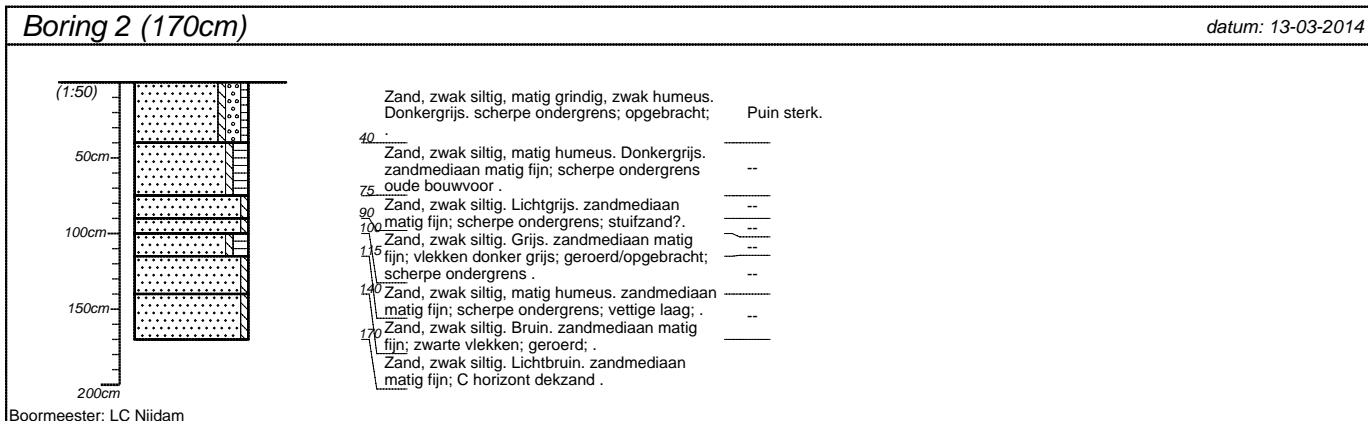 Boring 2 (170cm)
datum: 13-03-2014
(1:50)
50cm
100cm
150cm
200cm
Zand, zwak siltig, matig grindig, zwak humeus.
Donkergrijs. scherpe ondergrens; opgebracht;
.
Puin sterk.
40
Zand, zwak siltig, matig humeus. Donkergrijs.
zandmediaan matig fijn; scherpe ondergrens
oude bouwvoor .
--
75
Zand, zwak siltig. Lichtgrijs. zandmediaan
matig fijn; scherpe ondergrens; stuifzand?.
--
90
Zand, zwak siltig. Grijs. zandmediaan matig
fijn; vlekken donker grijs; geroerd/opgebracht;
scherpe ondergrens .
--
100
Zand, zwak siltig, matig humeus. zandmediaan
matig fijn; scherpe ondergrens; vettige laag; .
--
115
Zand, zwak siltig. Bruin. zandmediaan matig
fijn; zwarte vlekken; geroerd; .
--
140
Zand, zwak siltig. Lichtbruin. zandmediaan
matig fijn; C horizont dekzand .
--
170
Boormeester: LC Nijdam